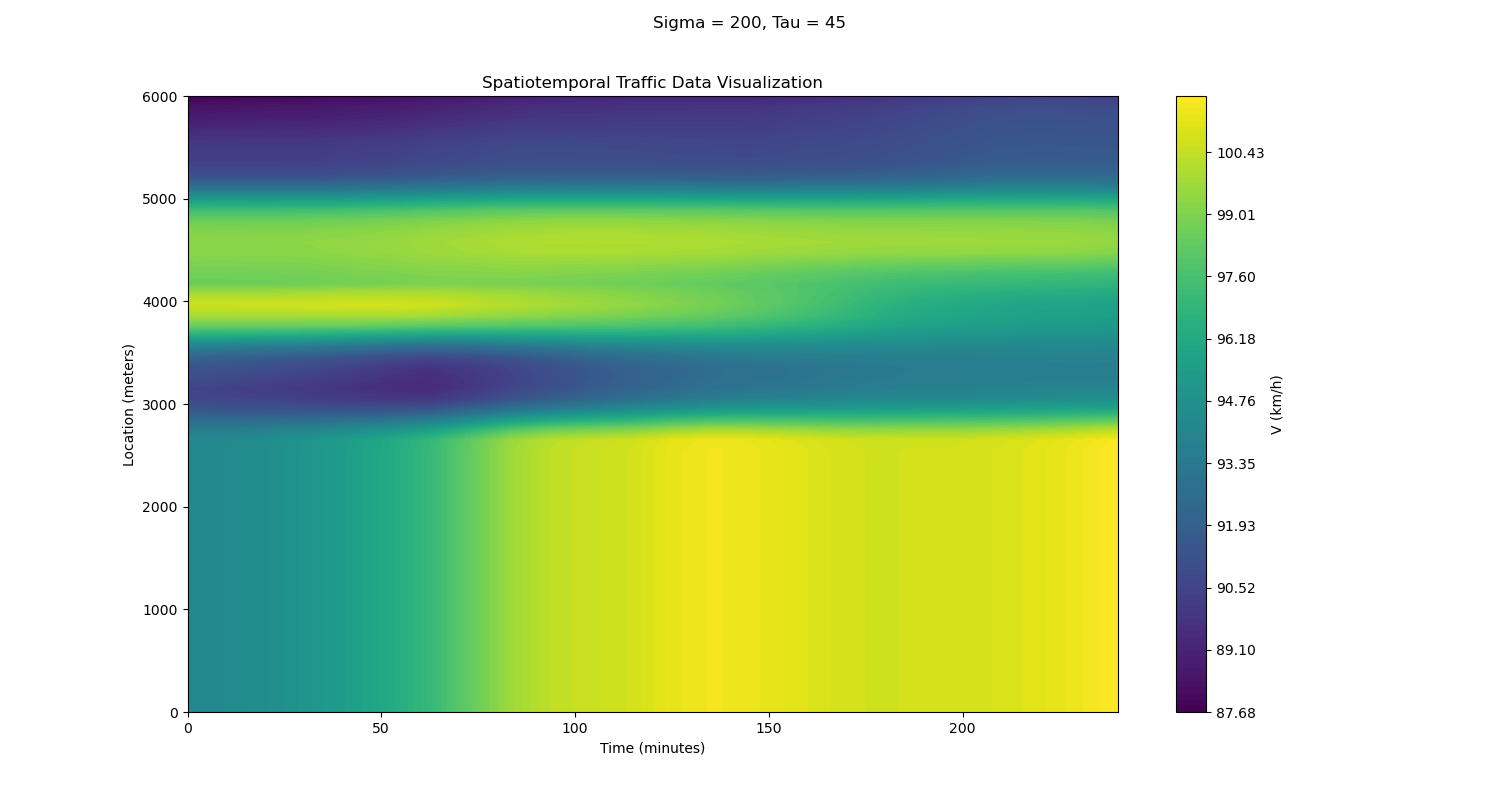 Sigma = 200, Tau = 45
Spatiotemporal Traffic Data Visualization
6000
5000
4000
3000
2000
1000
0
Location (meters)
0 50 100 150 200
Time (minutes)
100.43
99.01
97.60
96.18
94.76
93.35
91.93
90.52
89.10
87.68
V (km/h)